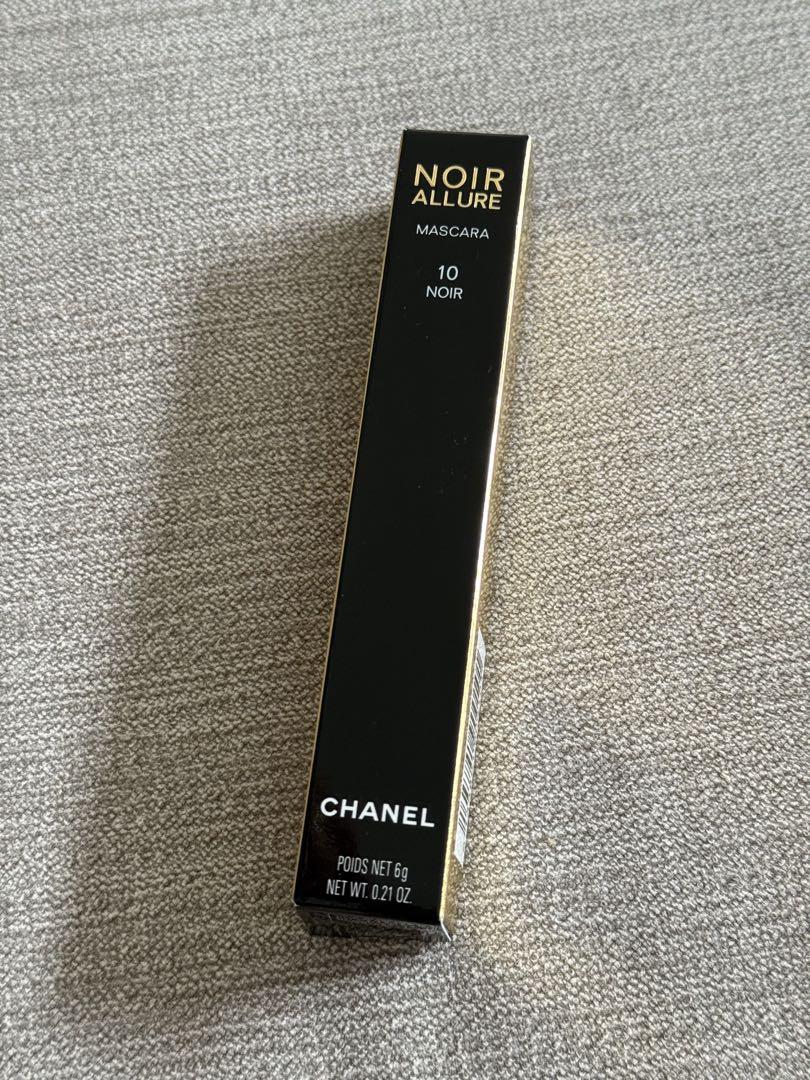 NOIR
ALLURE
MASCARA
10
NOIR
CHANEL
POIDS NET 6g
NET WT. 0.21 OZ.